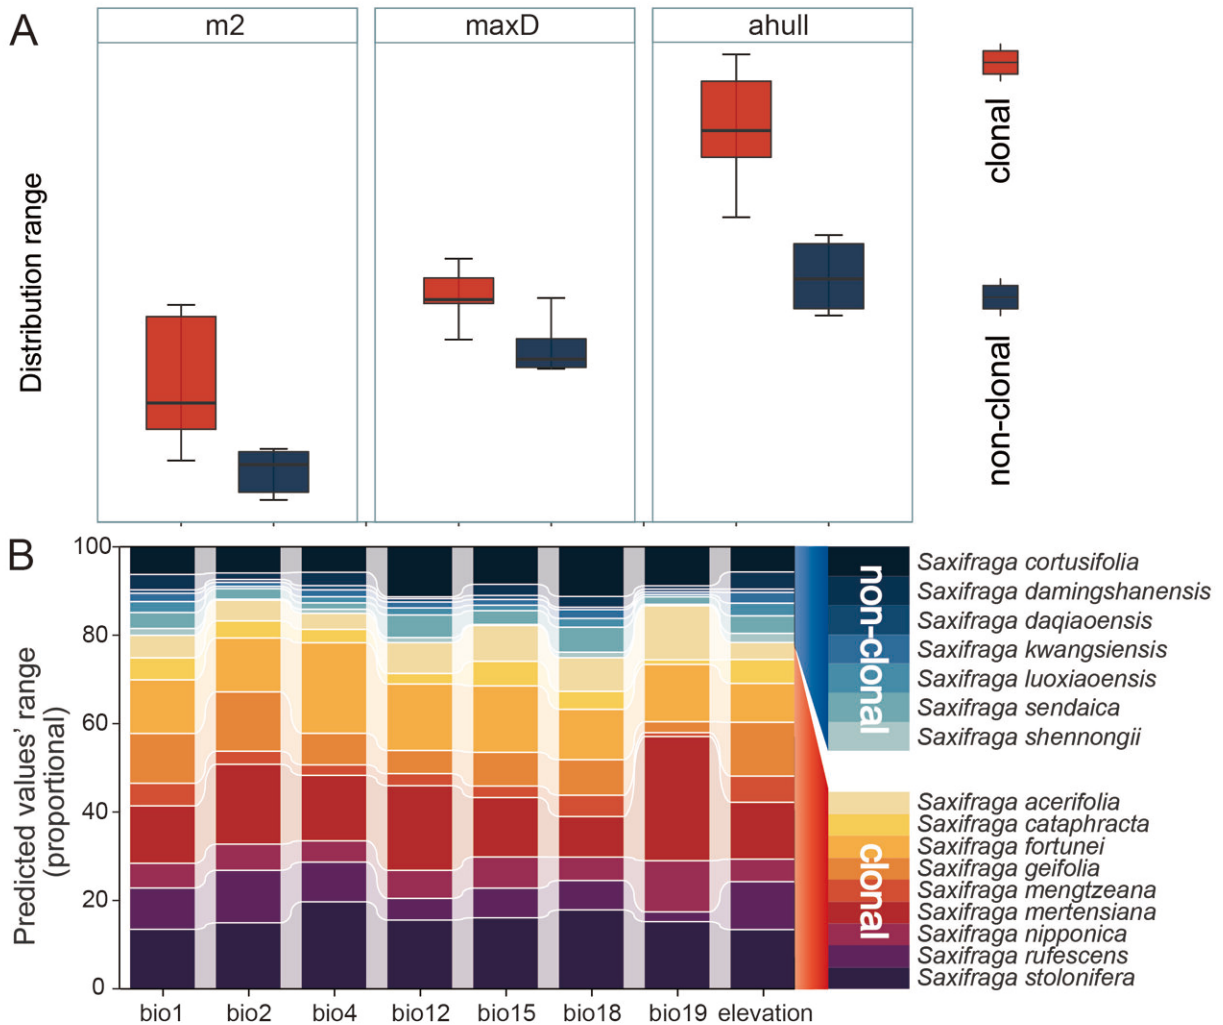 A
m2
maxD
ahull
Distribution range
clonal
non-clonal
B
Predicted values' range
(proportional)
100
80
60
40
20
0
bio1
bio2
bio4
bio12
bio15
bio18
bio19
elevation
non-clonal
Saxifraga cortusifolia
Saxifraga damingshanensis
Saxifraga daqiaoensis
Saxifraga kwangsiensis
Saxifraga luoxiaoensis
Saxifraga sendaica
Saxifraga shennongii
clonal
Saxifraga acerifolia
Saxifraga cataphracta
Saxifraga fortunei
Saxifraga geifolia
Saxifraga mengtzeana
Saxifraga mertensiana
Saxifraga nipponica
Saxifraga rufescens
Saxifraga stolonifera